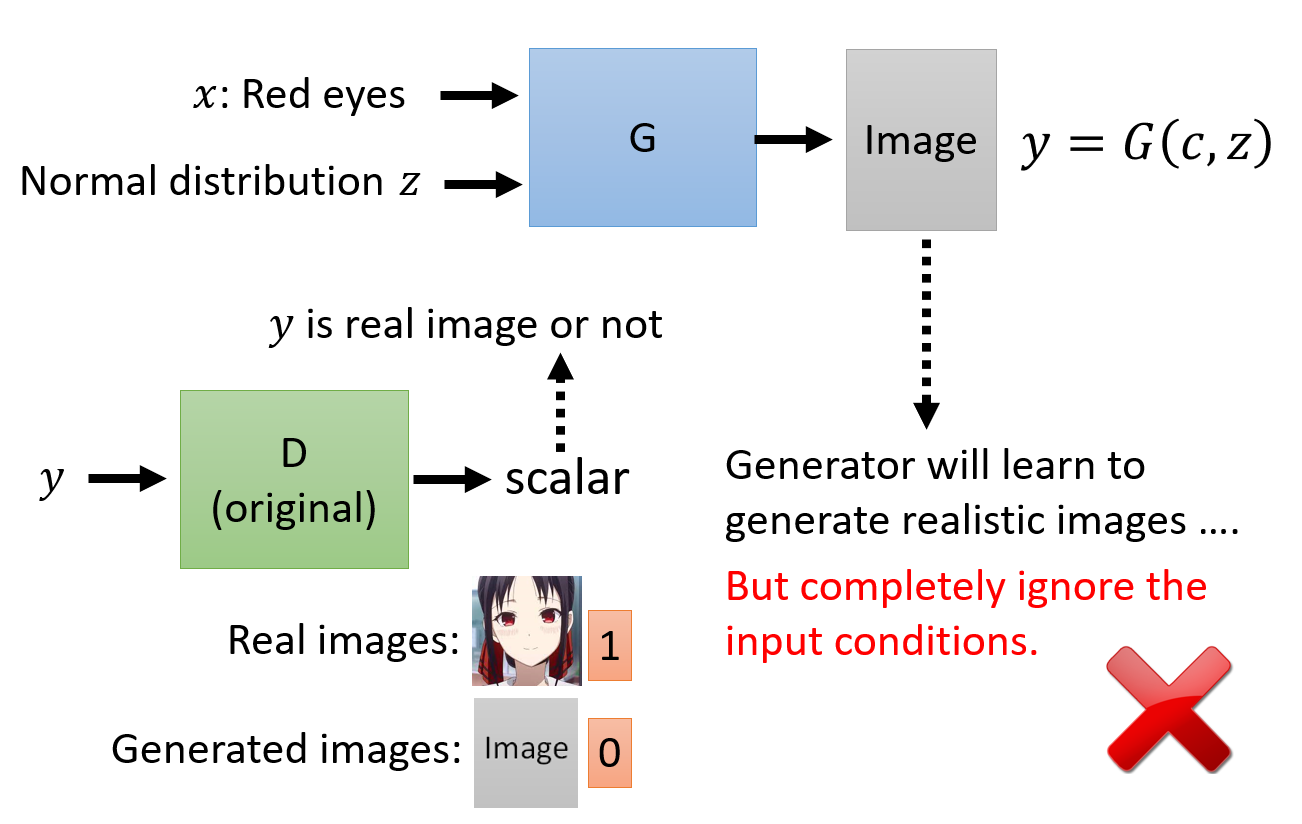 x: Red eyes
Normal distribution z
G
Image
y = G(c, z)
y is real image or not
y
D
(original)
scalar
Generator will learn to
generate realistic images ....
But completely ignore the
input conditions.
Real images:
1
Generated images:
Image
0